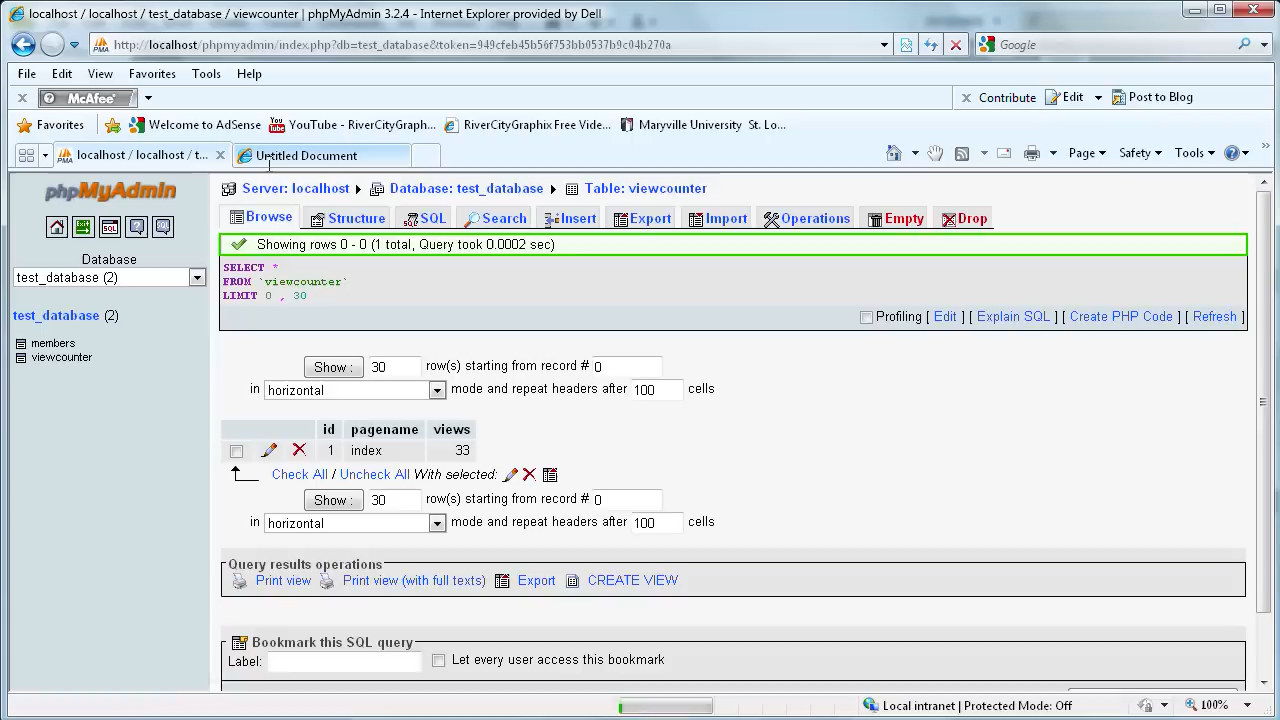 localhost / localhost / test_database / viewcounter | phpMyAdmin 3.2.4 - Internet Explorer provided by Dell
http://localhost/phpmyadmin/index.php?db=test_database&token=949cfeb45b56f753bb0537b9c04b270a
Google
File Edit View Favorites Tools Help
McAfee
Contribute Edit Post to Blog
Favorites Welcome to AdSense YouTube - RiverCityGraph... RiverCityGraphix Free Vide... Maryville University St. Lo...
localhost / localhost / t... Untitled Document
Page Safety Tools
phpMyAdmin
Server: localhost Database: test_database Table: viewcounter
Browse Structure SQL Search Insert Export Import Operations Empty Drop
Showing rows 0 - 0 (1 total, Query took 0.0002 sec)
SELECT *
FROM `viewcounter`
LIMIT 0 , 30
Profiling [ Edit ] [ Explain SQL ] [ Create PHP Code ] [ Refresh ]
Database
test_database (2)
test_database (2)
members
viewcounter
Show : 30 row(s) starting from record # 0
in horizontal mode and repeat headers after 100 cells
id pagename views
1 index 33
Check All / Uncheck All With selected:
Show : 30 row(s) starting from record # 0
in horizontal mode and repeat headers after 100 cells
Query results operations
Print view Print view (with full texts) Export CREATE VIEW
Bookmark this SQL query
Label: Let every user access this bookmark
Local intranet | Protected Mode: Off
100%